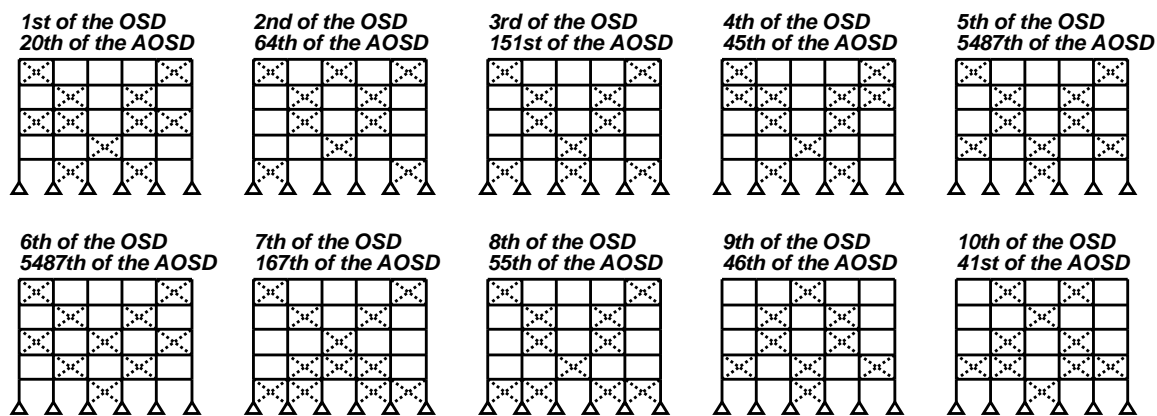 1st of the OSD
20th of the AOSD
2nd of the OSD
64th of the AOSD
3rd of the OSD
151st of the AOSD
4th of the OSD
45th of the AOSD
5th of the OSD
5487th of the AOSD
6th of the OSD
5487th of the AOSD
7th of the OSD
167th of the AOSD
8th of the OSD
55th of the AOSD
9th of the OSD
46th of the AOSD
10th of the OSD
41st of the AOSD